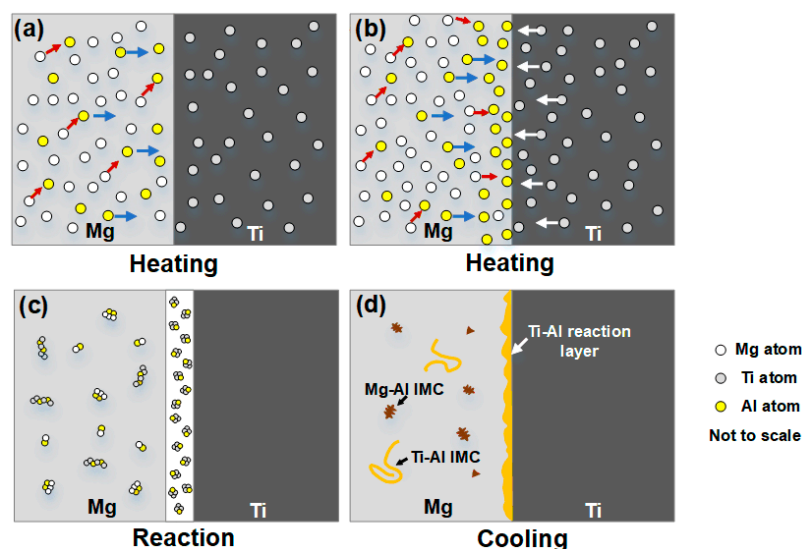 (a)
Mg
Ti
Heating
(b)
Mg
Ti
Heating
(c)
Mg
Ti
Reaction
(d)
Ti-Al reaction
layer
Mg-Al IMC
Ti-Al IMC
Mg
Ti
Cooling
Mg atom
Ti atom
Al atom
Not to scale